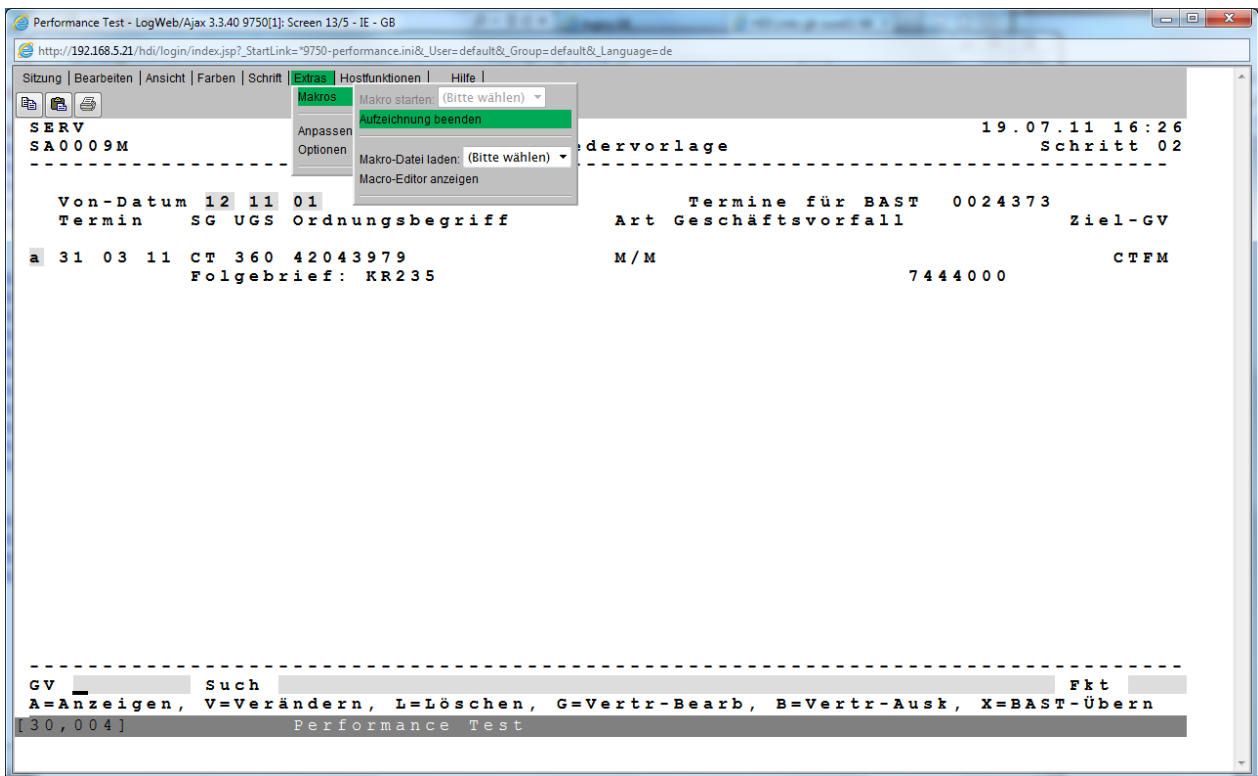 Performance Test - LogWeb/Ajax 3.3.40 9750[1]: Screen 13/5 - IE - GB
http://192.168.5.21/hdi/login/index.jsp?_StartLink=*9750-performance.ini&_User=default&_Group=default&_Language=de
Sitzung | Bearbeiten | Ansicht | Farben | Schrift | Extras | Hostfunktionen | Hilfe |
Makros Makro starten: (Bitte wählen)
Aufzeichnung beenden
Anpassen
Optionen
Makro-Datei laden: (Bitte wählen)
Macro-Editor anzeigen
SERV 19.07.11 16:26
SA0009M edervorlage Schritt 02
Von-Datum 12 11 01 Termine für BAST 0024373
Termin SG UGS Ordnungsbegriff Art Geschäftsvorfall Ziel-GV
a 31 03 11 CT 360 42043979 M/M CTFM
Folgebrief: KR235 7444000
GV _ Such Fkt
A=Anzeigen, V=Verändern, L=Löschen, G=Vertr-Bearb, B=Vertr-Ausk, X=BAST-Übern
[30,004] Performance Test